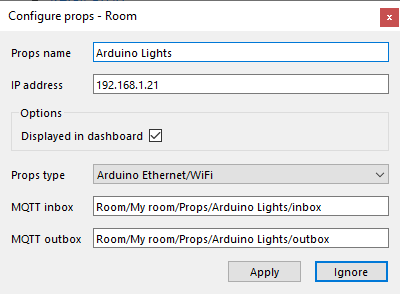 Configure props - Room
Props name Arduino Lights
IP address 192.168.1.21
Options
Displayed in dashboard
Props type Arduino Ethernet/WiFi
MQTT inbox Room/My room/Props/Arduino Lights/inbox
MQTT outbox Room/My room/Props/Arduino Lights/outbox
Apply Ignore